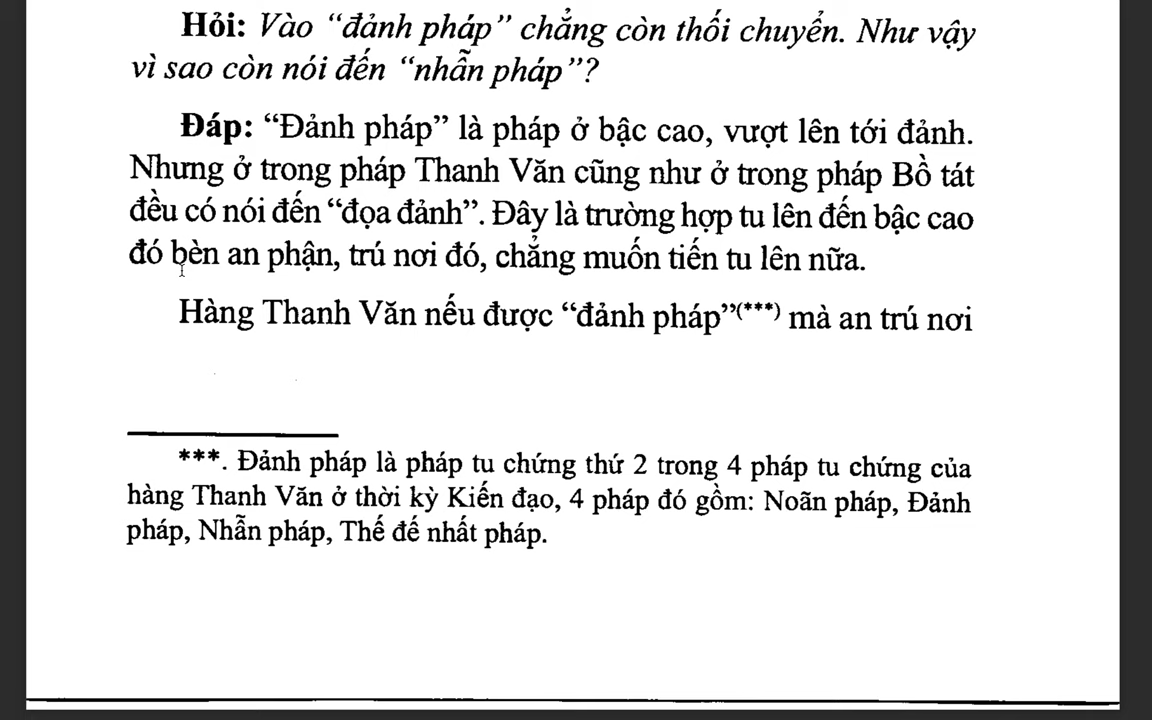 Hỏi: Vào “đảnh pháp” chẳng còn thối chuyển. Như vậy
vì sao còn nói đến “nhẫn pháp”?
Đáp: “Đảnh pháp” là pháp ở bậc cao, vượt lên tới đảnh.
Nhưng ở trong pháp Thanh Văn cũng như ở trong pháp Bồ tát
đều có nói đến “đọa đảnh”. Đây là trường hợp tu lên đến bậc cao
đó bèn an phận, trú nơi đó, chẳng muốn tiến tu lên nữa.
Hàng Thanh Văn nếu được “đảnh pháp”(***) mà an trú nơi
***. Đảnh pháp là pháp tu chứng thứ 2 trong 4 pháp tu chứng của
hàng Thanh Văn ở thời kỳ Kiến đạo, 4 pháp đó gồm: Noãn pháp, Đảnh
pháp, Nhẫn pháp, Thế đế nhất pháp.